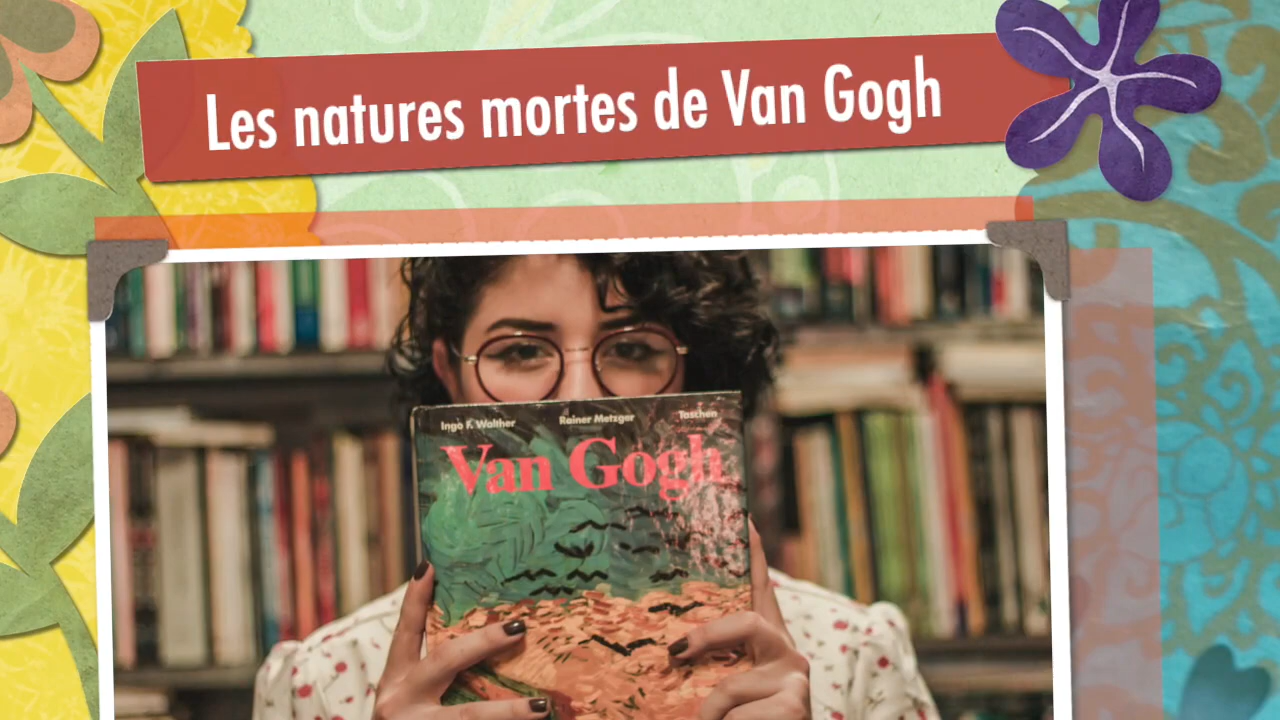 Les natures mortes de Van Gogh
Ingo F. Walther Rainer Metzger Taschen
Van Gogh